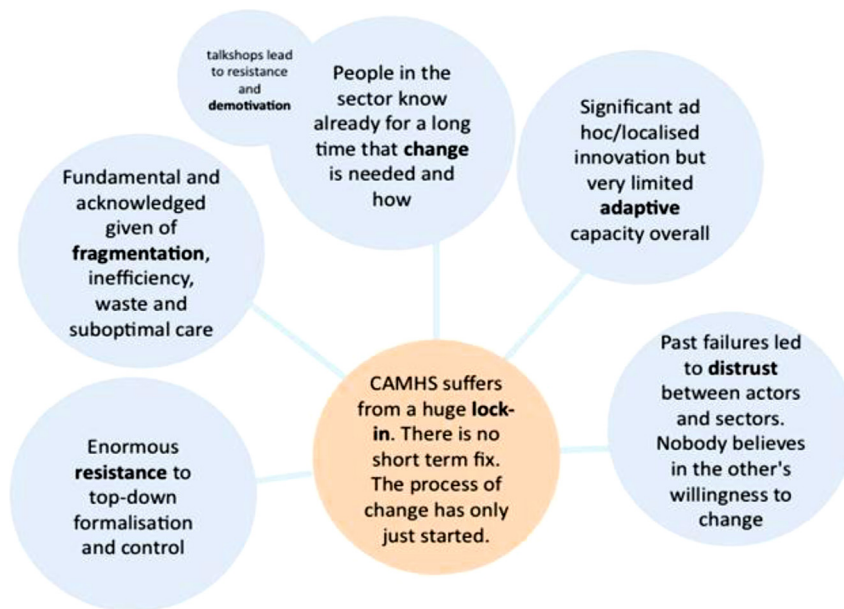 talkshops lead
to resistance
and
demotivation
People in the
sector know
already for a long
time that change
is needed and
how
Significant ad
hoc/localised
innovation but
very limited
adaptive
capacity overall
Fundamental and
acknowledged
given of
fragmentation,
inefficiency,
waste and
suboptimal care
Past failures led
to distrust
between actors
and sectors.
Nobody believes
in the other's
willingness to
change
CAMHS suffers
from a huge lock-
in. There is no
short term fix.
The process of
change has only
just started.
Enormous
resistance to
top-down
formalisation
and control